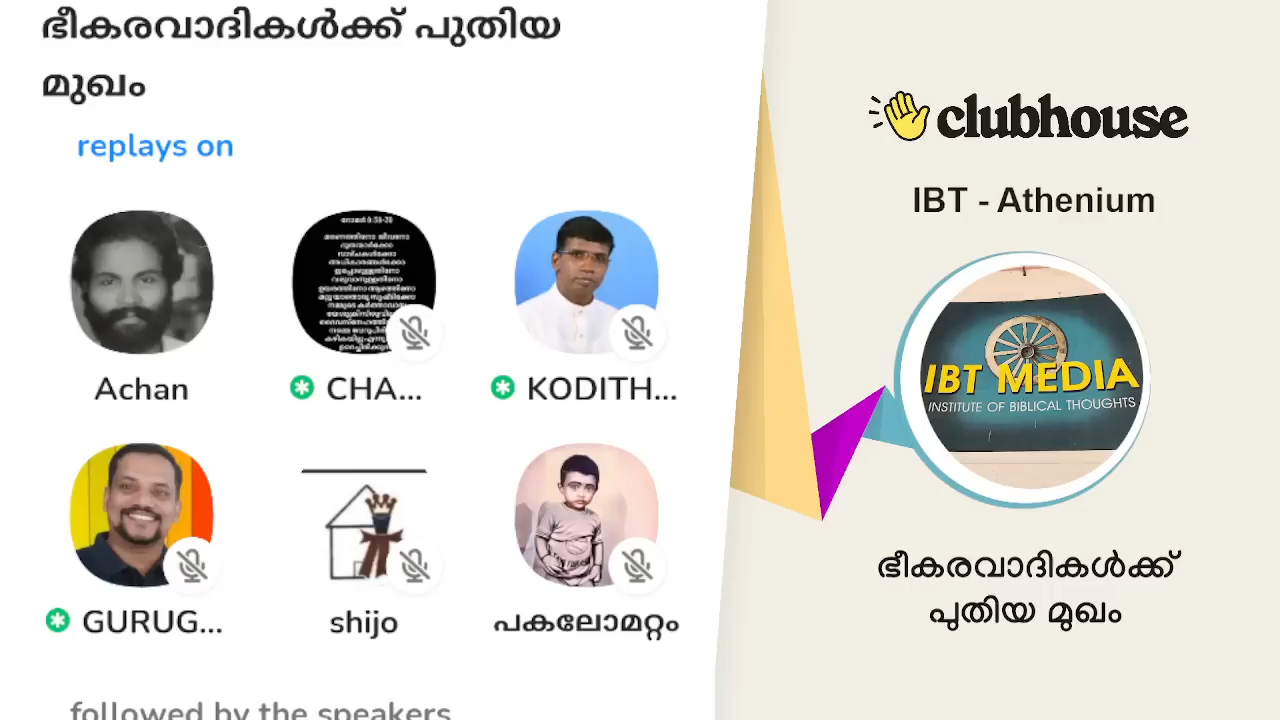 ഭീകരവാദികൾക്ക് പുതിയ
മുഖം
replays on
Achan
CHA...
KODITH...
GURUG...
shijo
പകലോമറ്റം
followed by the speakers
clubhouse
IBT - Athenium
IBT MEDIA
INSTITUTE OF BIBLICAL THOUGHTS
ഭീകരവാദികൾക്ക്
പുതിയ മുഖം